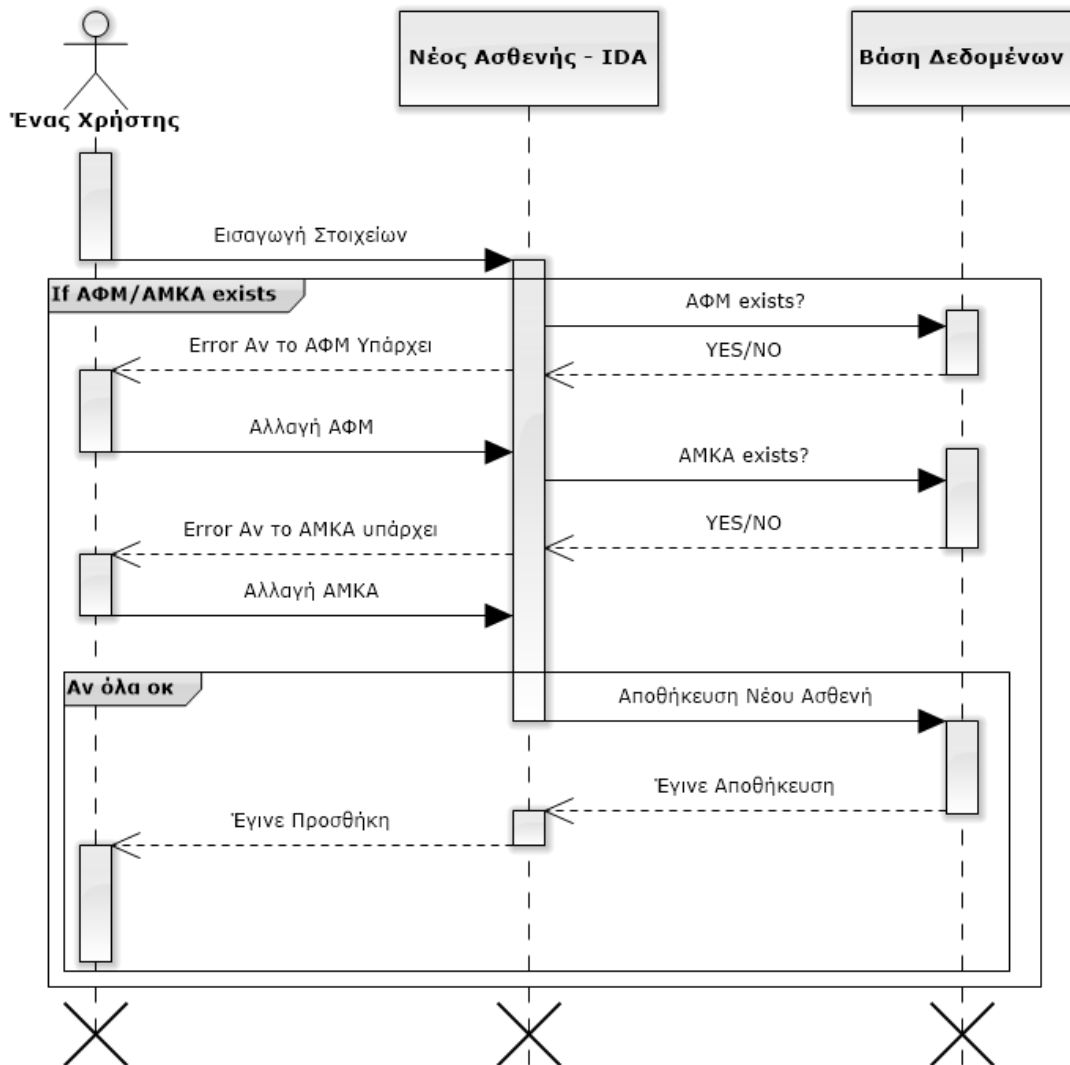 Ένας Χρήστης
Νέος Ασθενής - IDA
Βάση Δεδομένων
Εισαγωγή Στοιχείων
If ΑΦΜ/ΑΜΚΑ exists
ΑΦΜ exists?
Error Αν το ΑΦΜ Υπάρχει
YES/NO
Αλλαγή ΑΦΜ
ΑΜΚΑ exists?
Error Αν το ΑΜΚΑ υπάρχει
YES/NO
Αλλαγή ΑΜΚΑ
Αν όλα οκ
Αποθήκευση Νέου Ασθενή
Έγινε Αποθήκευση
Έγινε Προσθήκη